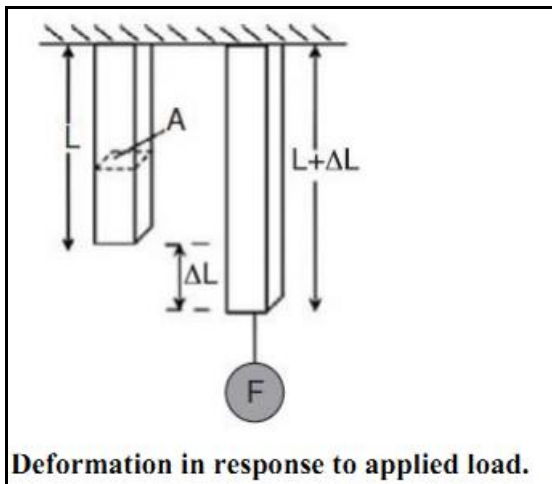 L
A
L+ΔL
ΔL
F
Deformation in response to applied load.